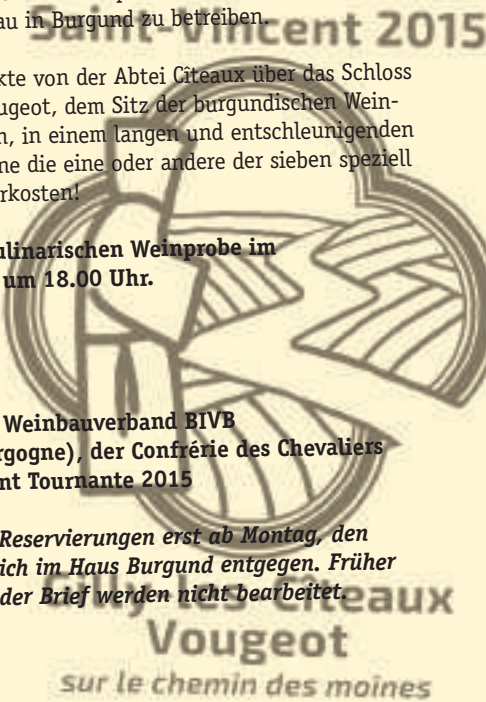 au in Burgund zu betreiben.
Saint-Vincent 2015
kte von der Abtei Cîteaux über das Schloss
ugeot, dem Sitz der burgundischen Wein-
n, in einem langen und entschleunigenden
ne die eine oder andere der sieben speziell
rkosten!
ulinarischen Weinprobe im
um 18.00 Uhr.
Weinbauverband BIVB
rgogne), der Confrérie des Chevaliers
nt Tournante 2015
Reservierungen erst ab Montag, den
ich im Haus Burgund entgegen. Früher
der Brief werden nicht bearbeitet.
Gilly-les-Cîteaux
Vougeot
sur le chemin des moines